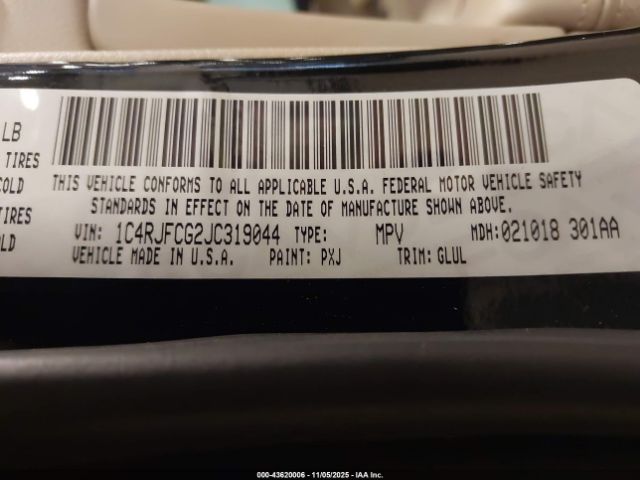 LB
TIRES
COLD
TIRES
OLD
THIS VEHICLE CONFORMS TO ALL APPLICABLE U.S.A. FEDERAL MOTOR VEHICLE SAFETY
STANDARDS IN EFFECT ON THE DATE OF MANUFACTURE SHOWN ABOVE.
VIN: 1C4RJFCG2JC319044 TYPE: MPV MDH:021018 301AA
VEHICLE MADE IN U.S.A. PAINT: PXJ TRIM: GLUL
000-43620006 - 11/05/2025 - IAA Inc.